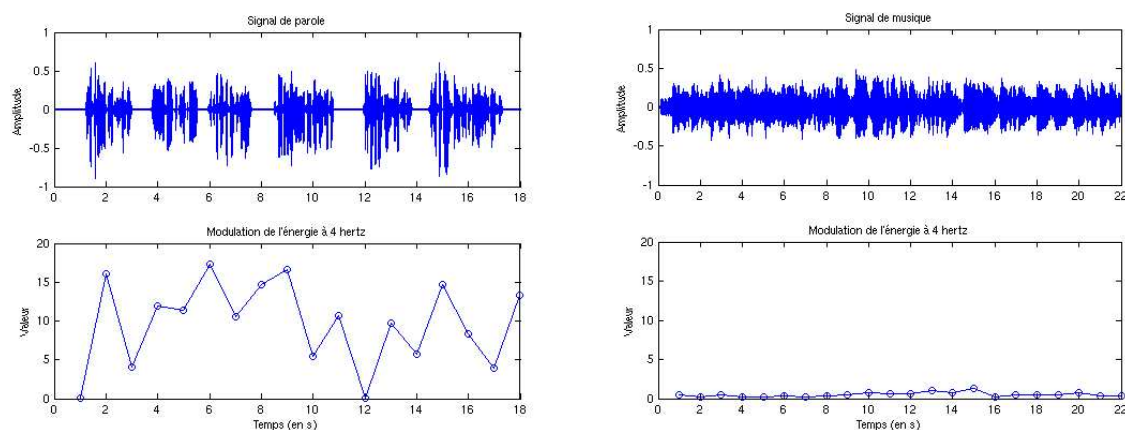 Signal de parole
1
0.5
0
-0.5
-1
Amplitude
0 2 4 6 8 10 12 14 16 18
Modulation de l'énergie à 4 hertz
20
15
10
5
0
Valeur
0 2 4 6 8 10 12 14 16 18
Temps (en s)
Signal de musique
1
0.5
0
-0.5
-1
Amplitude
0 2 4 6 8 10 12 14 16 18 20 22
Modulation de l'énergie à 4 hertz
20
15
10
5
0
Valeur
0 2 4 6 8 10 12 14 16 18 20 22
Temps (en s)